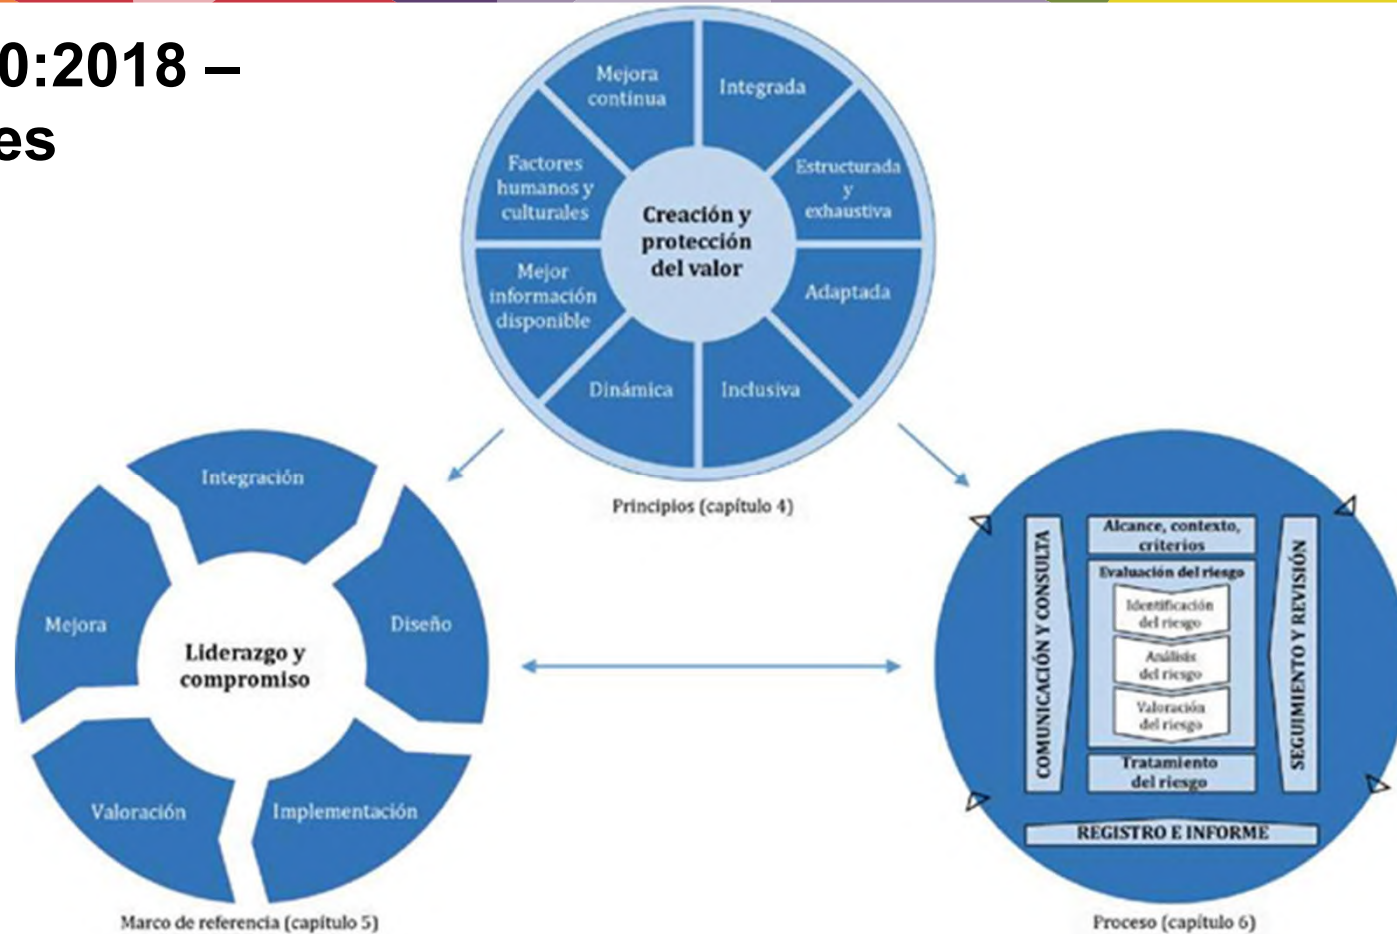 0:2018 –
es
Mejora
continua
Integrada
Estructurada
y
exhaustiva
Adaptada
Inclusiva
Dinámica
Mejor
información
disponible
Factores
humanos y
culturales
Creación y
protección
del valor
Principios (capítulo 4)
Integración
Diseño
Implementación
Valoración
Mejora
Liderazgo y
compromiso
Marco de referencia (capítulo 5)
COMUNICACIÓN Y CONSULTA
Alcance, contexto,
criterios
Evaluación del riesgo
Identificación
del riesgo
Análisis
del riesgo
Valoración
del riesgo
Tratamiento
del riesgo
SEGUIMIENTO Y REVISIÓN
REGISTRO E INFORME
Proceso (capítulo 6)